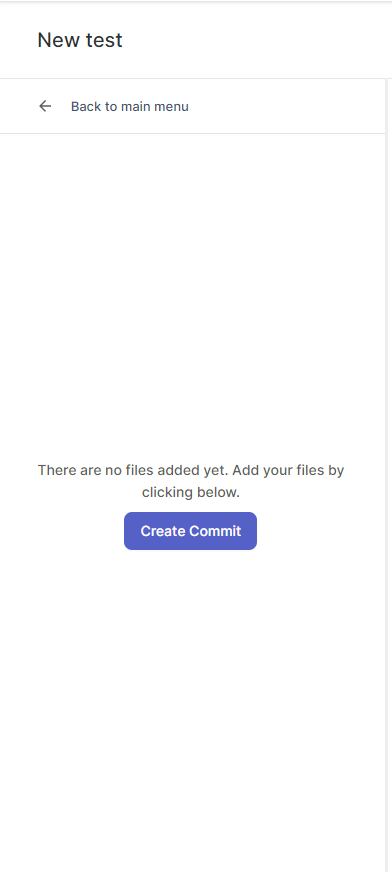 New test
Back to main menu
There are no files added yet. Add your files by
clicking below.
Create Commit